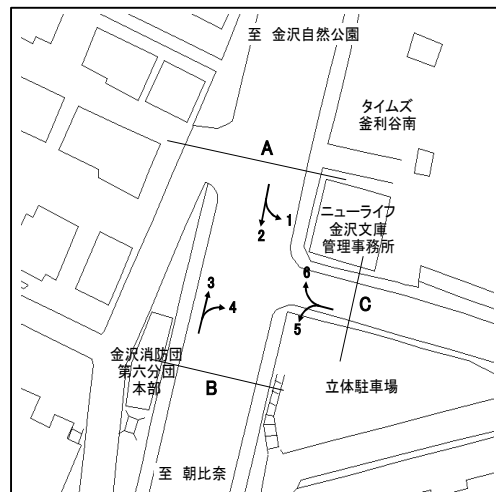 至 金沢自然公園
タイムズ
釜利谷南
A
ニューライフ
金沢文庫
管理事務所
1
2
3
4
6
5
C
金沢消防団
第六分団
本部
B
立体駐車場
至 朝比奈